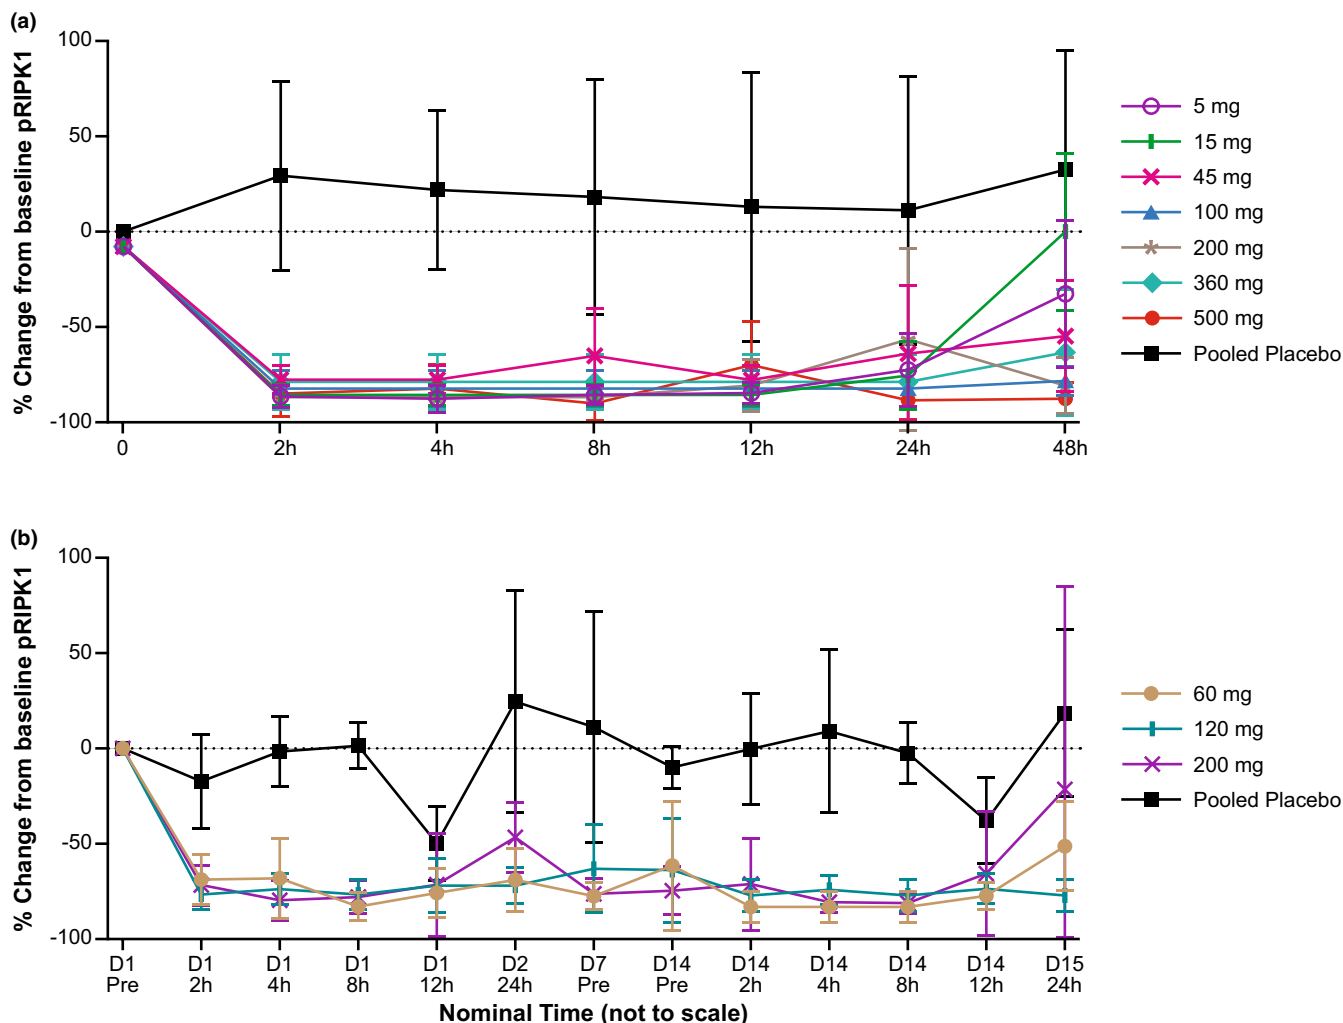 (a)
% Change from baseline pRIPK1
100
50
0
-50
-100
0 2h 4h 8h 12h 24h 48h
5 mg
15 mg
45 mg
100 mg
200 mg
360 mg
500 mg
Pooled Placebo
(b)
% Change from baseline pRIPK1
100
50
0
-50
-100
D1 D1 D1 D1 D1 D2 D7 D14 D14 D14 D14 D14 D15
Pre 2h 4h 8h 12h 24h Pre Pre 2h 4h 8h 12h 24h
Nominal Time (not to scale)
60 mg
120 mg
200 mg
Pooled Placebo